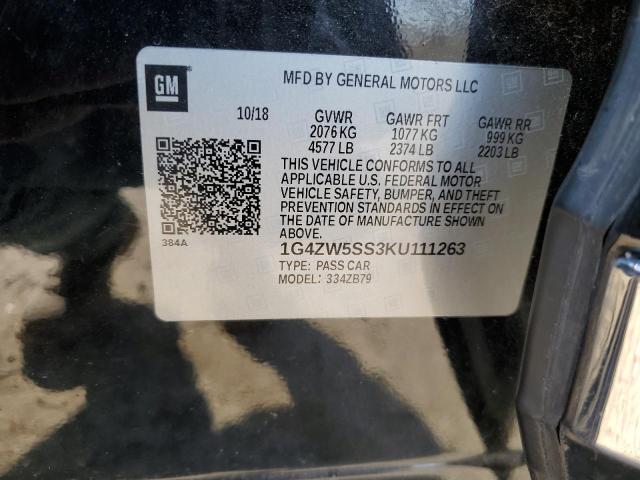 GM
MFD BY GENERAL MOTORS LLC
10/18 GVWR GAWR FRT GAWR RR
2076 KG 1077 KG 999 KG
4577 LB 2374 LB 2203 LB
THIS VEHICLE CONFORMS TO ALL
APPLICABLE U.S. FEDERAL MOTOR
VEHICLE SAFETY, BUMPER, AND THEFT
PREVENTION STANDARDS IN EFFECT
ON THE DATE OF MANUFACTURE SHOWN
ABOVE.
384A
1G4ZW5SS3KU111263
TYPE: PASS CAR
MODEL: 334ZB79